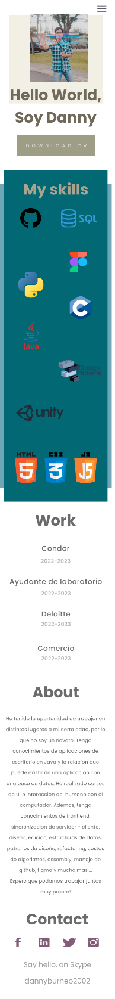 Hello World,
Soy Danny
DOWNLOAD CV
My skills
SQL
Java
Design
Patterns
unity
HTML CSS JS
5 3 JS
Work
Condor
2022-2023
Ayudante de laboratorio
2022-2023
Deloitte
2022-2023
Comercio
2022-2023
About
He tenido la oportunidad de trabajar en
distintos lugares a mi corta edad, por lo
que no soy un novato. Tengo
conocimientos de aplicaciones de
escritorio en Java y la relacion que
puede existir de una aplicacion con
una base de datos. He realizado cursos
de UI e interaccion del humano con el
computador. Ademas, tengo
conocimientos de front end,
sincronizacion de servidor - cliente,
diseño, edicion, estructuras de datos,
patrones de diseño, refactoring, costos
de algoritmos, assembly, manejo de
github, figma y mucho mas....
Espero que podamos trabajar juntos
muy pronto!
Contact
Say hello, on Skype
dannyburneo2002